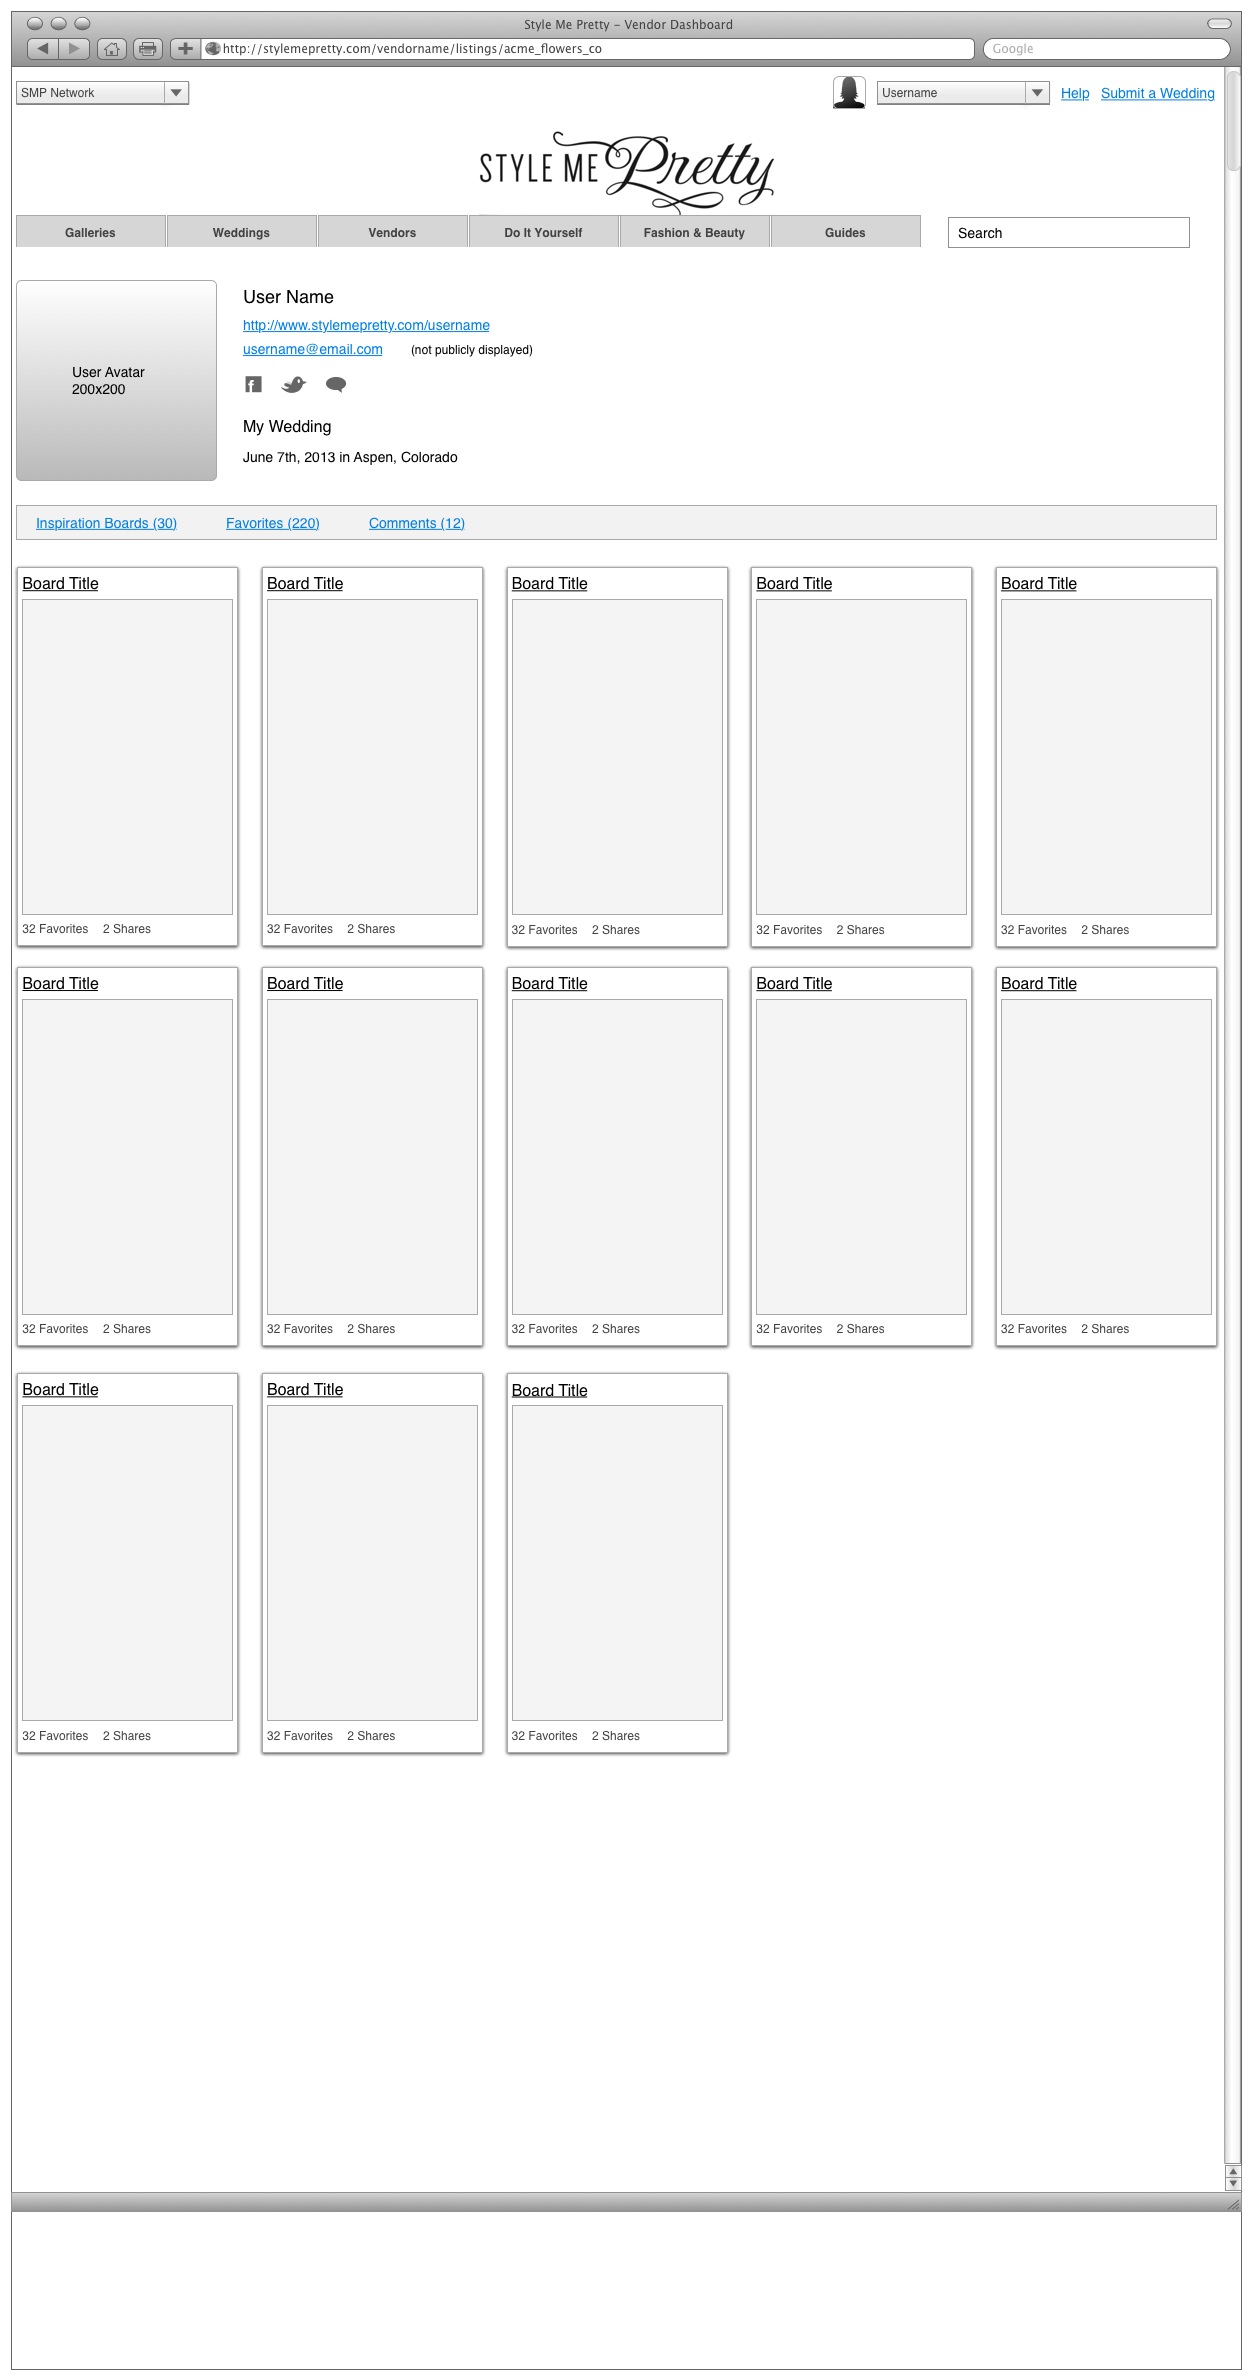 Style Me Pretty – Vendor Dashboard
http://stylemepretty.com/vendorname/listings/acme_flowers_co
Google
SMP Network
Username
Help
Submit a Wedding
STYLE ME Pretty
Galleries
Weddings
Vendors
Do It Yourself
Fashion & Beauty
Guides
Search
User Avatar
200x200
User Name
http://www.stylemepretty.com/username
username@email.com (not publicly displayed)
My Wedding
June 7th, 2013 in Aspen, Colorado
Inspiration Boards (30)
Favorites (220)
Comments (12)
Board Title
32 Favorites 2 Shares
Board Title
32 Favorites 2 Shares
Board Title
32 Favorites 2 Shares
Board Title
32 Favorites 2 Shares
Board Title
32 Favorites 2 Shares
Board Title
32 Favorites 2 Shares
Board Title
32 Favorites 2 Shares
Board Title
32 Favorites 2 Shares
Board Title
32 Favorites 2 Shares
Board Title
32 Favorites 2 Shares
Board Title
32 Favorites 2 Shares
Board Title
32 Favorites 2 Shares
Board Title
32 Favorites 2 Shares